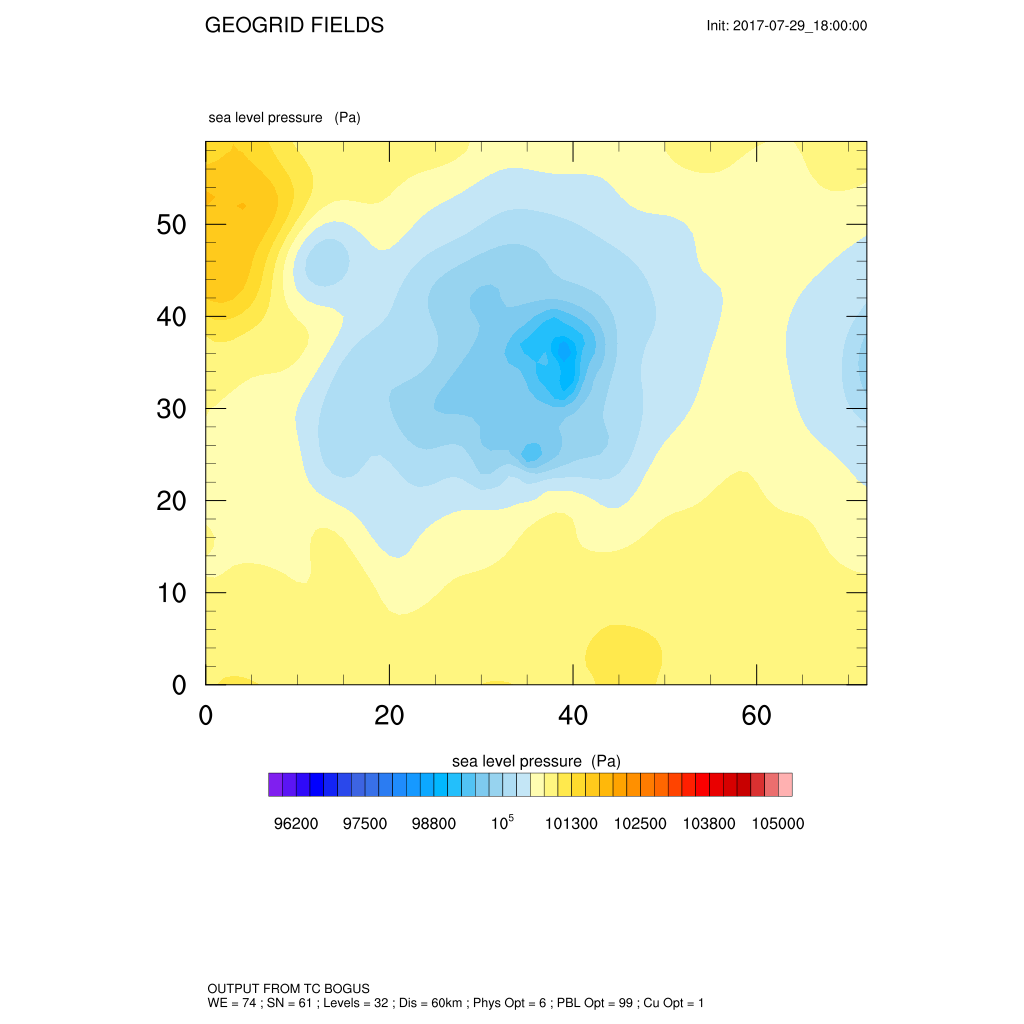 GEOGRID FIELDS
Init: 2017-07-29_18:00:00
sea level pressure (Pa)
50
40
30
20
10
0
0 20 40 60
sea level pressure (Pa)
96200 97500 98800 10⁵ 101300 102500 103800 105000
OUTPUT FROM TC BOGUS
WE = 74 ; SN = 61 ; Levels = 32 ; Dis = 60km ; Phys Opt = 6 ; PBL Opt = 99 ; Cu Opt = 1